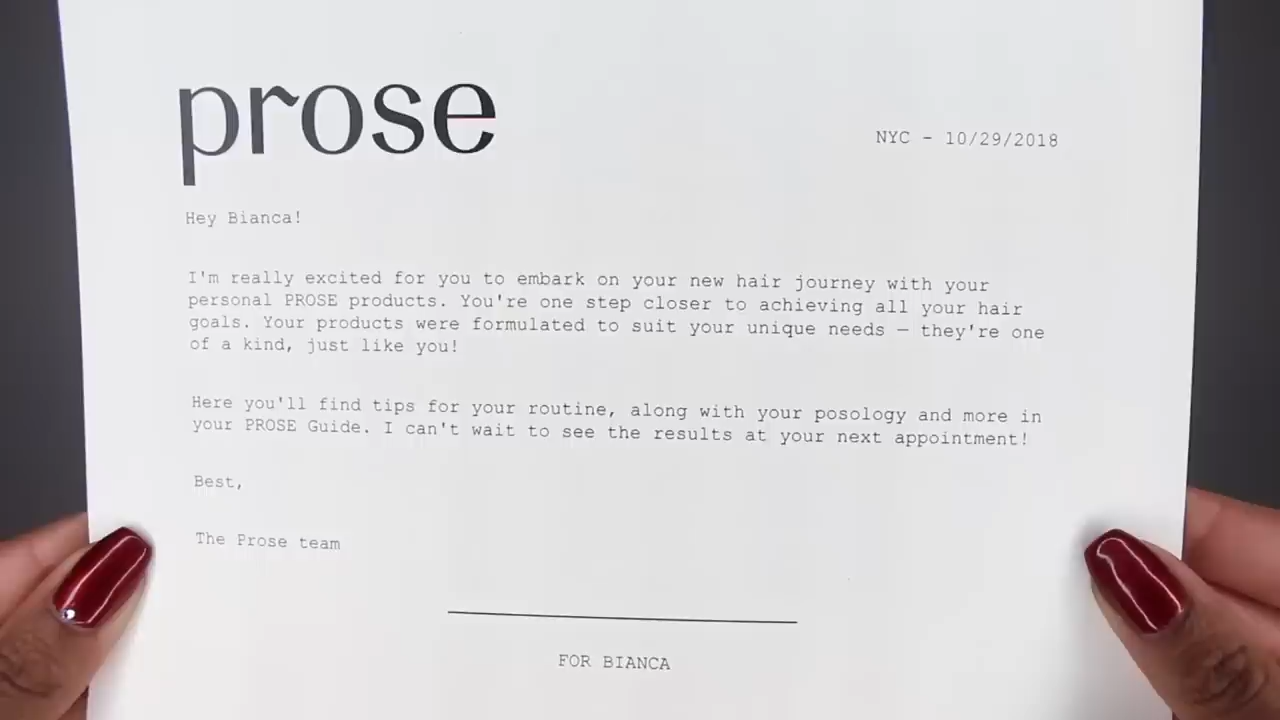 prose
NYC - 10/29/2018
Hey Bianca!
I'm really excited for you to embark on your new hair journey with your
personal PROSE products. You're one step closer to achieving all your hair
goals. Your products were formulated to suit your unique needs — they're one
of a kind, just like you!
Here you'll find tips for your routine, along with your posology and more in
your PROSE Guide. I can't wait to see the results at your next appointment!
Best,
The Prose team
FOR BIANCA